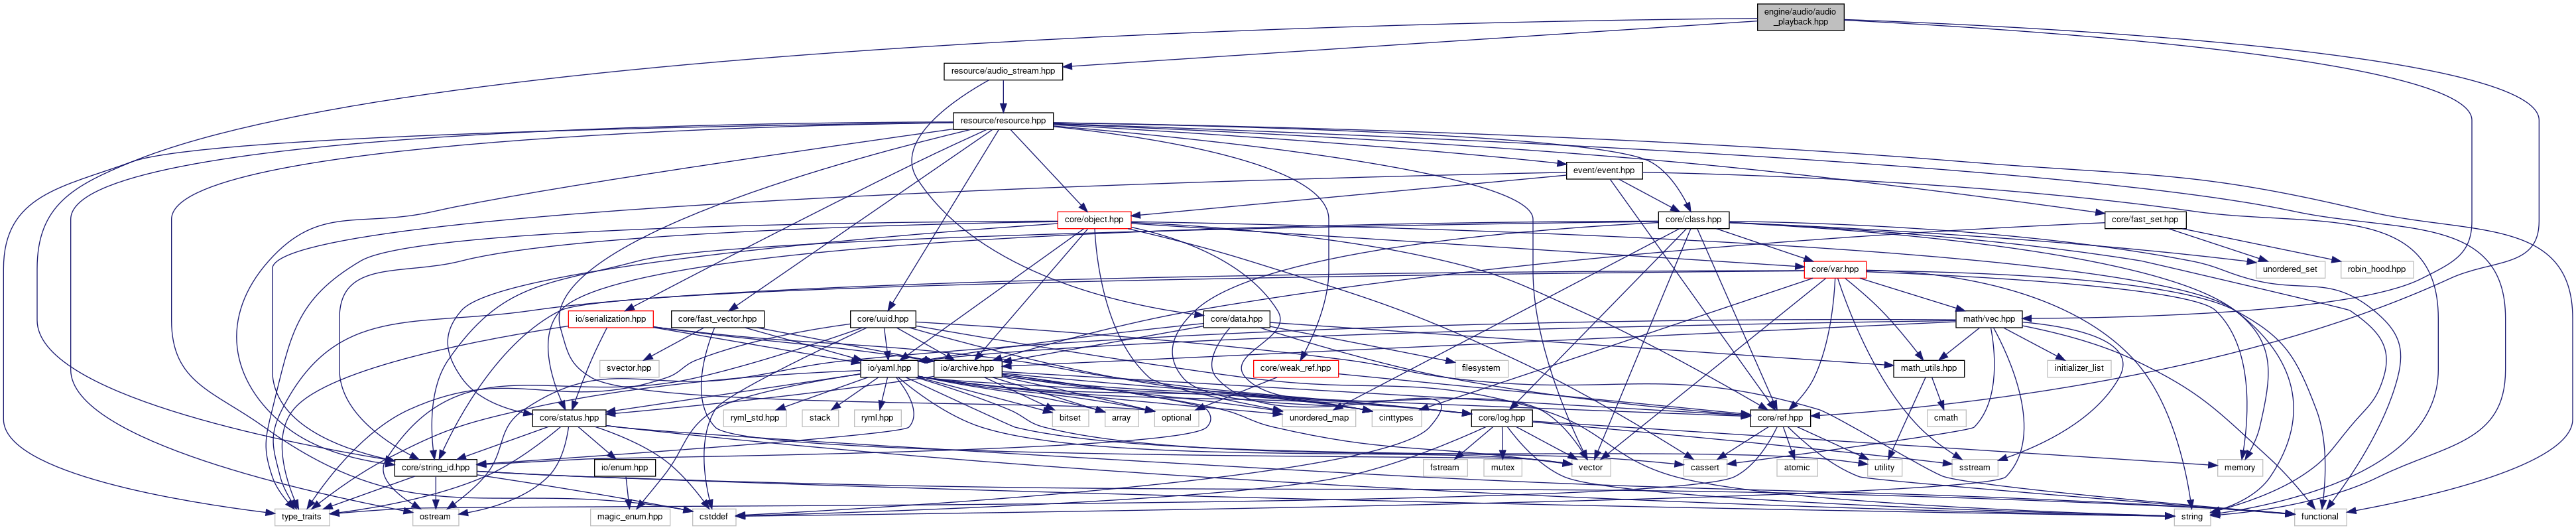 engine/audio/audio
_playback.hpp
resource/audio_stream.hpp
resource/resource.hpp
event/event.hpp
core/object.hpp
core/class.hpp
core/fast_set.hpp
core/var.hpp
unordered_set
robin_hood.hpp
io/serialization.hpp
core/fast_vector.hpp
core/uuid.hpp
core/data.hpp
math/vec.hpp
svector.hpp
io/yaml.hpp
io/archive.hpp
core/weak_ref.hpp
filesystem
math_utils.hpp
initializer_list
core/status.hpp
ryml_std.hpp
stack
ryml.hpp
bitset
array
optional
unordered_map
cinttypes
core/log.hpp
core/ref.hpp
cmath
core/string_id.hpp
io/enum.hpp
fstream
mutex
vector
cassert
atomic
utility
sstream
memory
type_traits
ostream
magic_enum.hpp
cstddef
string
functional